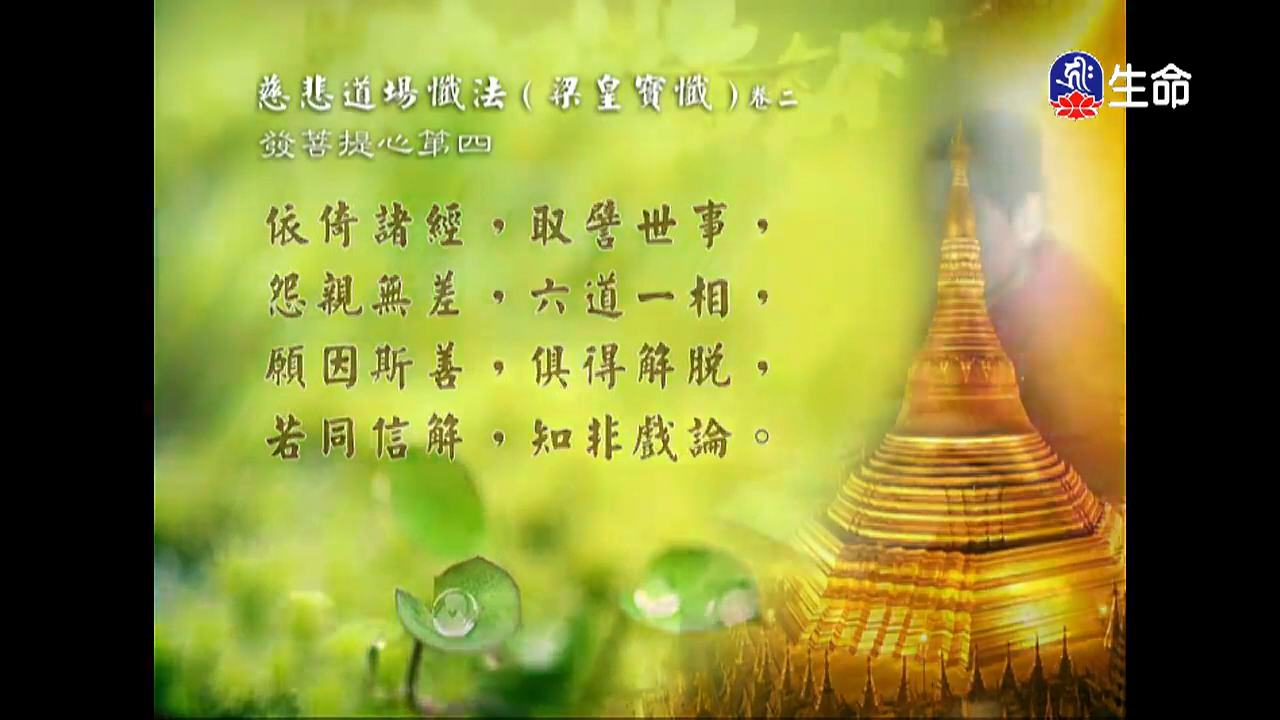 慈悲道場懺法（梁皇寶懺）卷二
發菩提心第四
生命
依倚諸經，取譬世事，
怨親無差，六道一相，
願因斯善，俱得解脫，
若同信解，知非戲論。